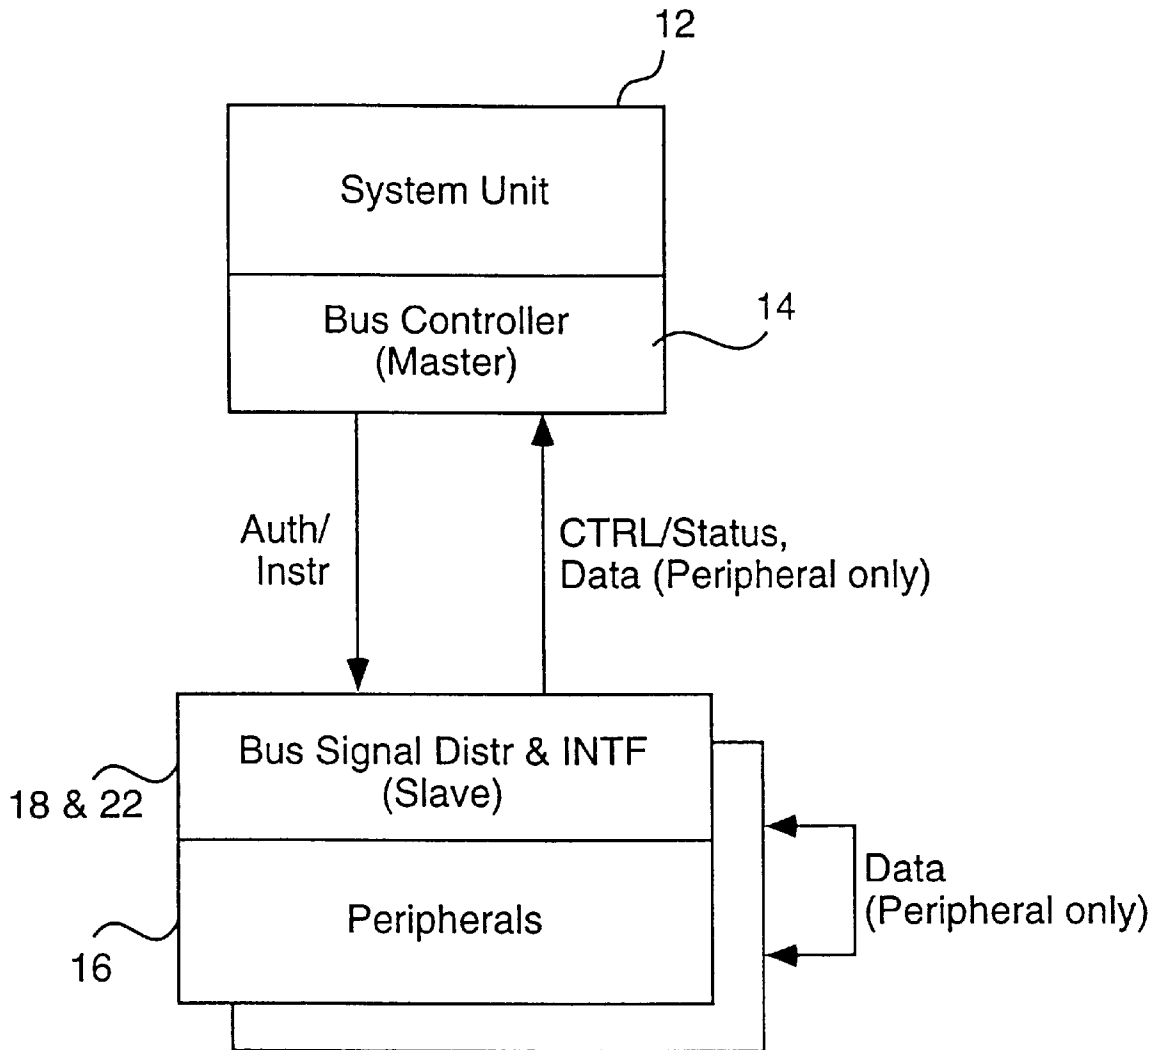 12
System Unit
Bus Controller
(Master)
14
Auth/
Instr
CTRL/Status,
Data (Peripheral only)
Bus Signal Distr & INTF
(Slave)
18 & 22
Peripherals
16
Data
(Peripheral only)